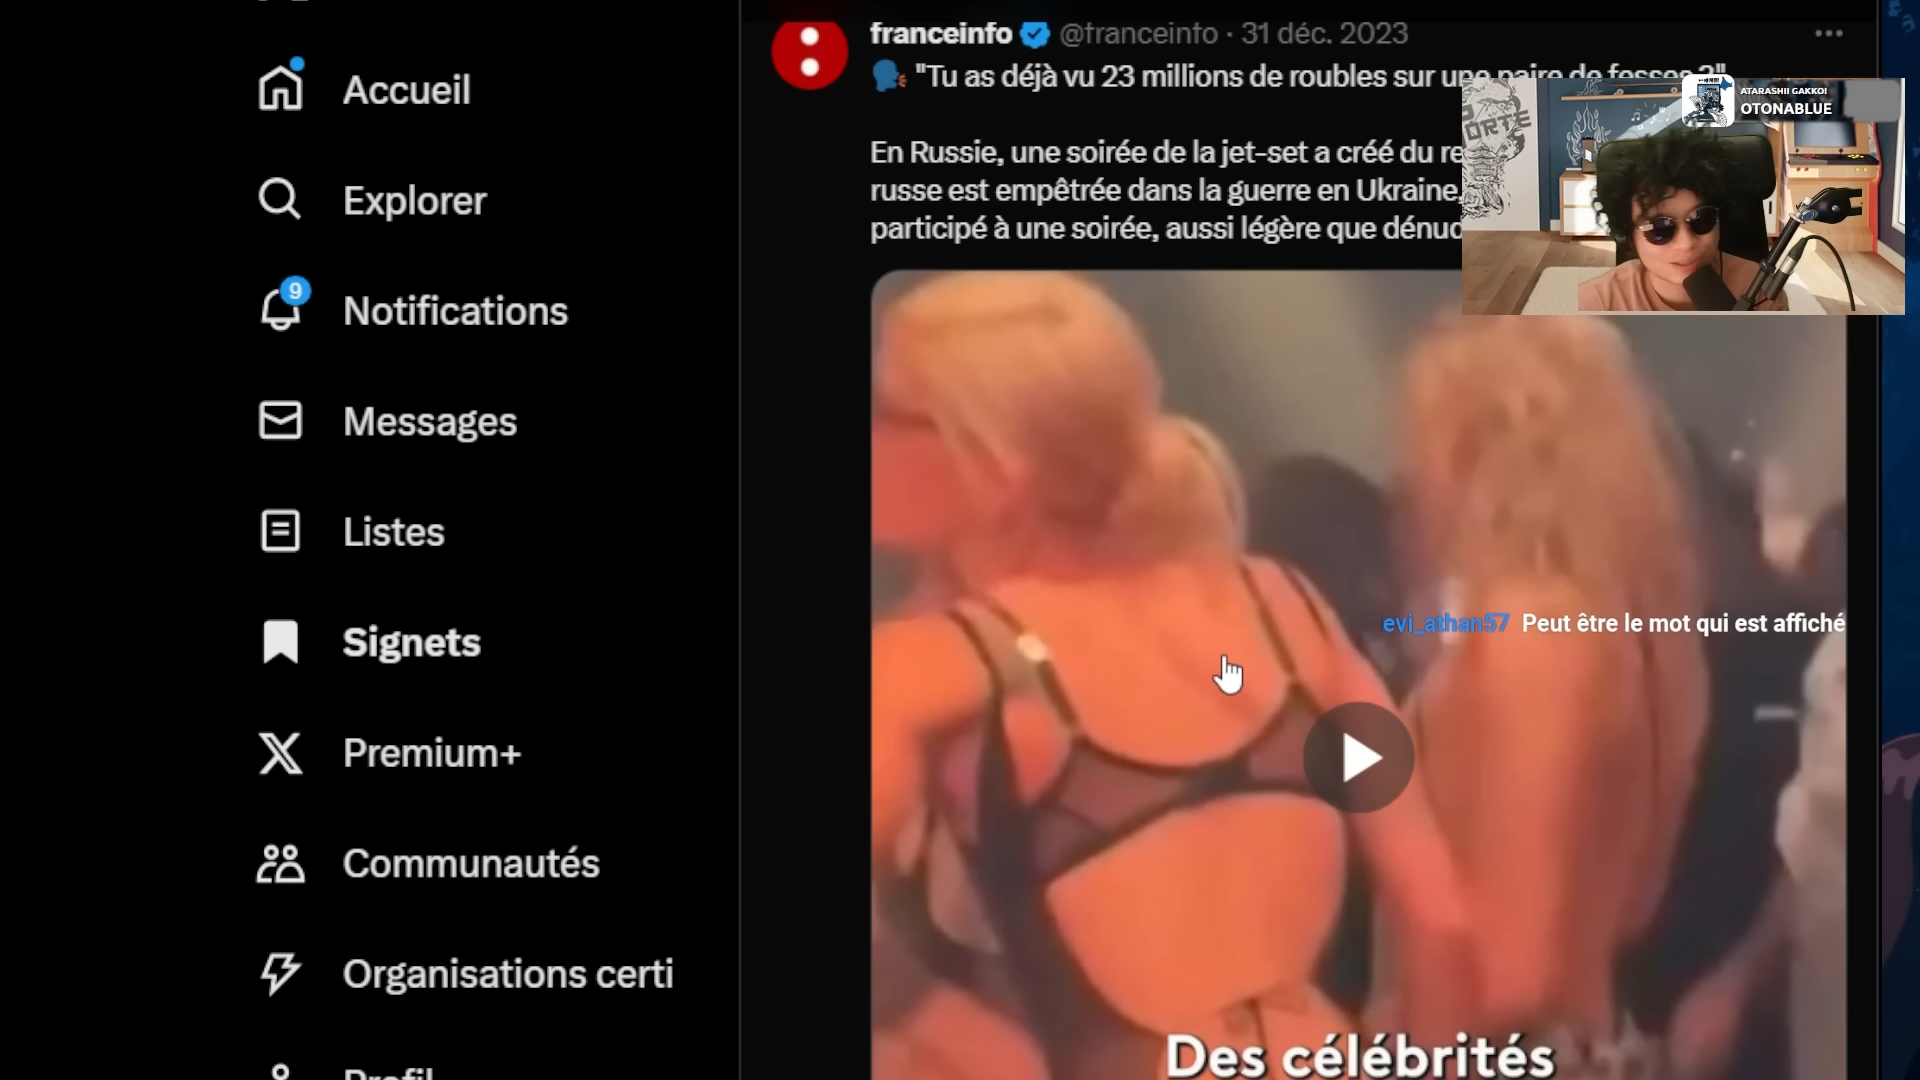 franceinfo @franceinfo · 31 déc. 2023
"Tu as déjà vu 23 millions de roubles sur une paire de fesses ?"
En Russie, une soirée de la jet-set a créé du
russe est empêtrée dans la guerre en Ukraine,
participé à une soirée, aussi légère que
ATARASHII GAKKO!
OTONABLUE
ORTE
Accueil
Explorer
9
Notifications
Messages
Listes
Signets
Premium+
Communautés
Organisations certi
Profil
evi_athan57 Peut être le mot qui est affiché
Des célébrités